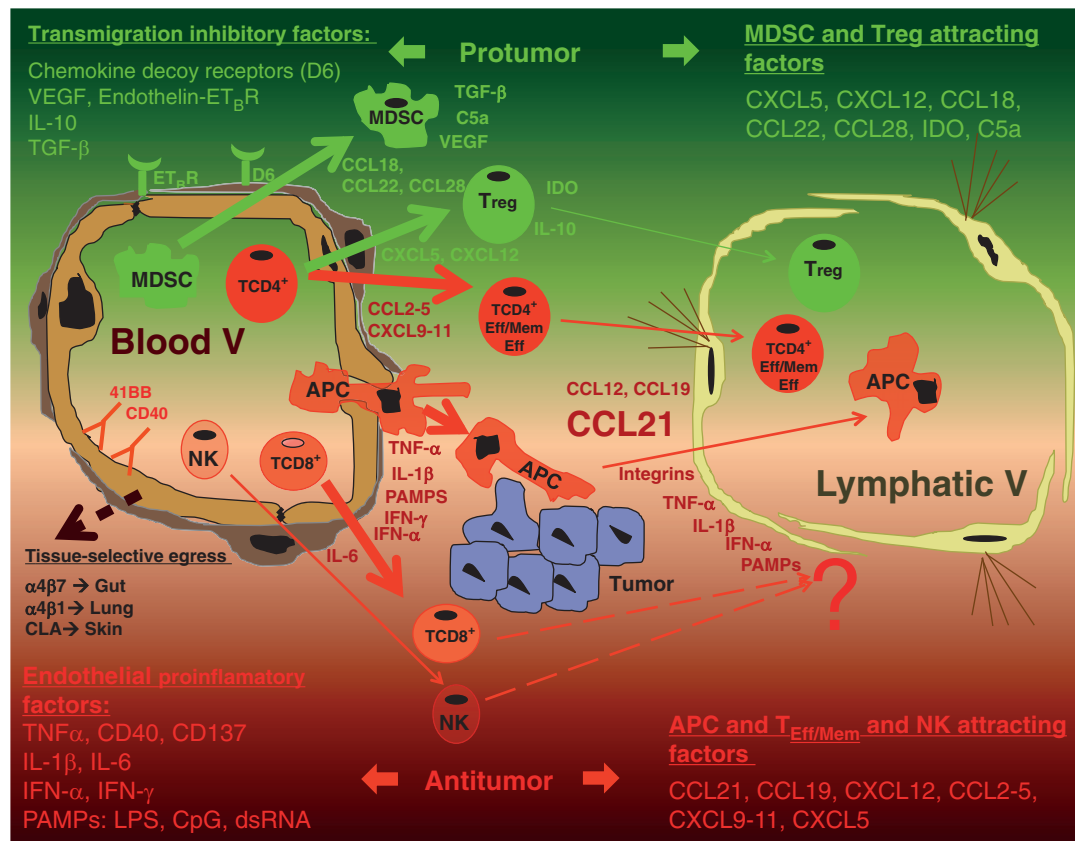 Transmigration inhibitory factors:
Chemokine decoy receptors (D6)
VEGF, Endothelin-ET_BR
IL-10
TGF-β
Protumor
MDSC and Treg attracting
factors
CXCL5, CXCL12, CCL18,
CCL22, CCL28, IDO, C5a
MDSC
TGF-β
C5a
VEGF
ET_BR
D6
CCL18,
CCL22, CCL28
Treg
IDO
IL-10
CXCL5, CXCL12
MDSC
TCD4⁺
CCL2-5
CXCL9-11
TCD4⁺
Eff/Mem
Eff
Treg
TCD4⁺
Eff/Mem
Eff
APC
Blood V
41BB
CD40
NK
TCD8⁺
APC
TNF-α
IL-1β
PAMPS
IFN-γ
IFN-α
IL-6
APC
Tumor
CCL12, CCL19
CCL21
Integrins
TNF-α
IL-1β
IFN-α
PAMPs
?
Lymphatic V
Tissue-selective egress
α4β7 → Gut
α4β1 → Lung
CLA → Skin
TCD8⁺
NK
Endothelial proinflamatory
factors:
TNFα, CD40, CD137
IL-1β, IL-6
IFN-α, IFN-γ
PAMPs: LPS, CpG, dsRNA
Antitumor
APC and T_Eff/Mem and NK attracting
factors
CCL21, CCL19, CXCL12, CCL2-5,
CXCL9-11, CXCL5